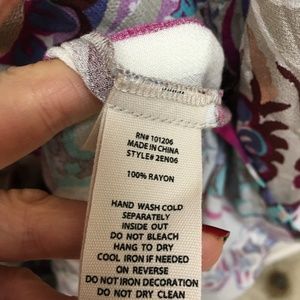 RN# 101206
MADE IN CHINA
STYLE# 2EN06
100% RAYON
HAND WASH COLD
SEPARATELY
INSIDE OUT
DO NOT BLEACH
HANG TO DRY
COOL IRON IF NEEDED
ON REVERSE
DO NOT IRON DECORATION
DO NOT DRY CLEAN